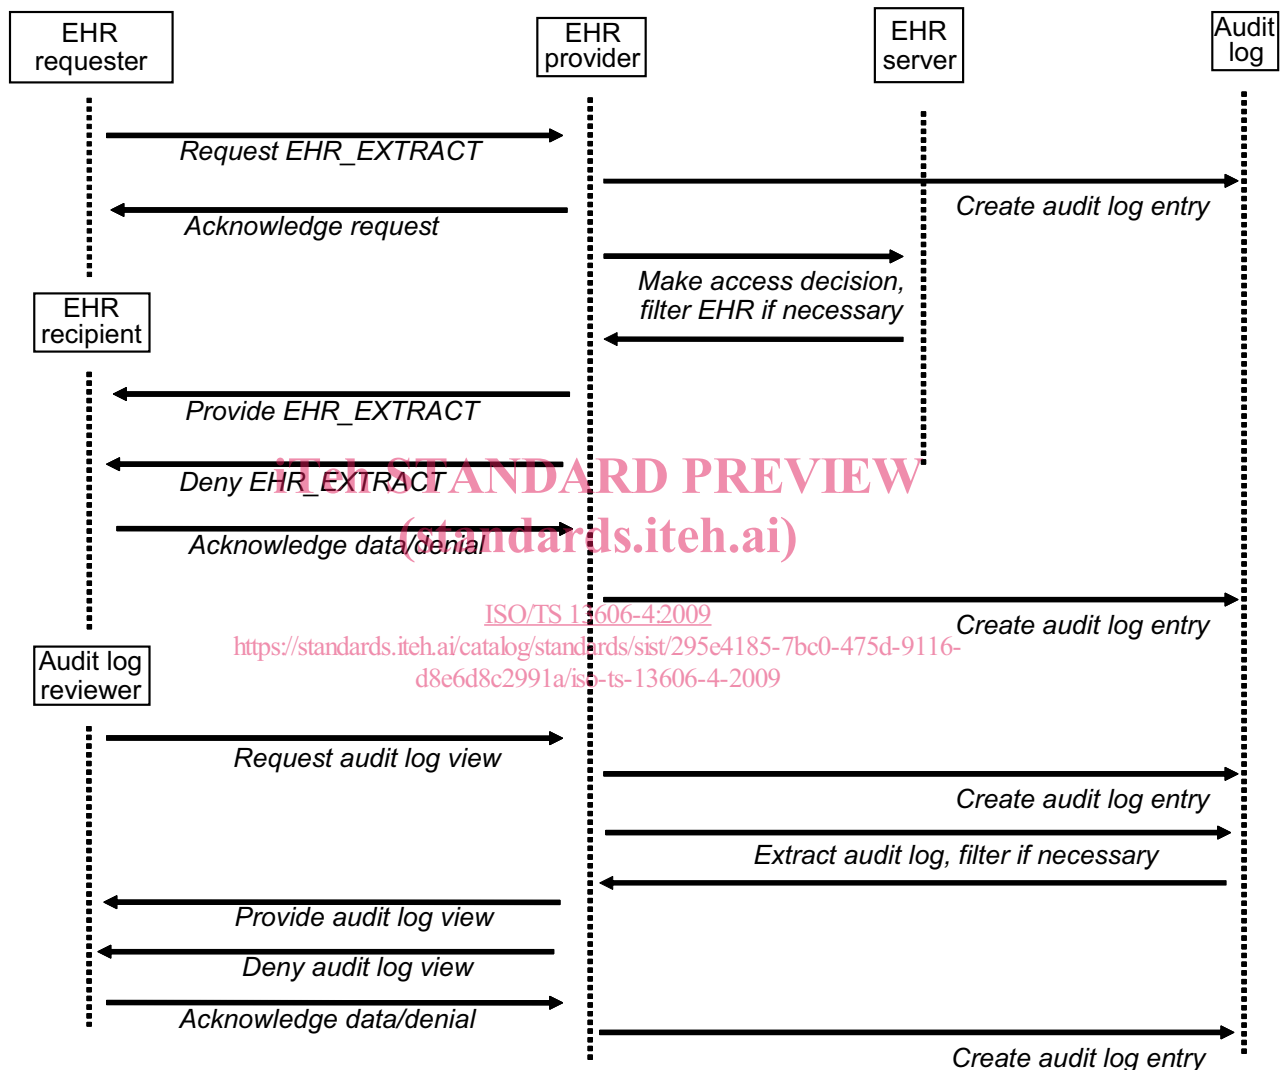 EHR
requester
EHR
provider
EHR
server
Audit
log
Request EHR_EXTRACT
Create audit log entry
Acknowledge request
Make access decision,
filter EHR if necessary
EHR
recipient
Provide EHR_EXTRACT
Deny EHR_EXTRACT
iTeh STANDARD PREVIEW
(standards.iteh.ai)
Acknowledge data/denial
ISO/TS 13606-4:2009
https://standards.iteh.ai/catalog/standards/sist/295e4185-7bc0-475d-9116-
d8e6d8c2991a/iso-ts-13606-4-2009
Create audit log entry
Audit log
reviewer
Request audit log view
Create audit log entry
Extract audit log, filter if necessary
Provide audit log view
Deny audit log view
Acknowledge data/denial
Create audit log entry